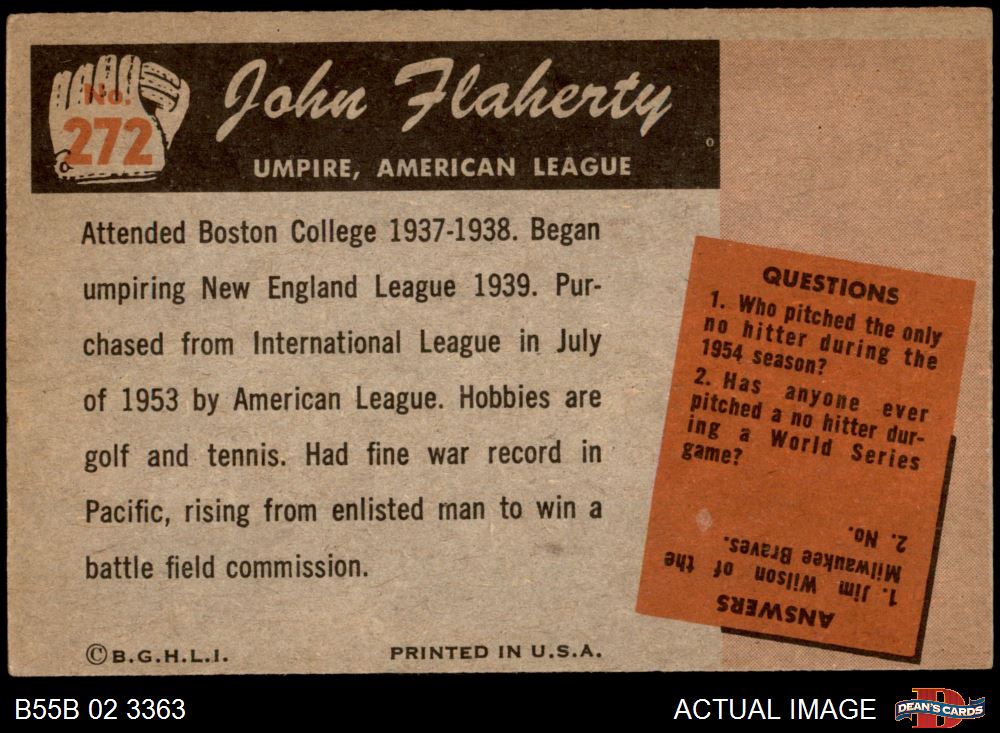 No.
272
John Flaherty
UMPIRE, AMERICAN LEAGUE
Attended Boston College 1937-1938. Began
umpiring New England League 1939. Pur-
chased from International League in July
of 1953 by American League. Hobbies are
golf and tennis. Had fine war record in
Pacific, rising from enlisted man to win a
battle field commission.
©B.G.H.L.I.
PRINTED IN U.S.A.
QUESTIONS
1. Who pitched the only
no hitter during the
1954 season?
2. Has anyone ever
pitched a no hitter dur-
ing a World Series
game?
ANSWERS
1. Jim Wilson of the
Milwaukee Braves.
2. No.
B55B 02 3363
ACTUAL IMAGE
D
DEAN'S CARDS